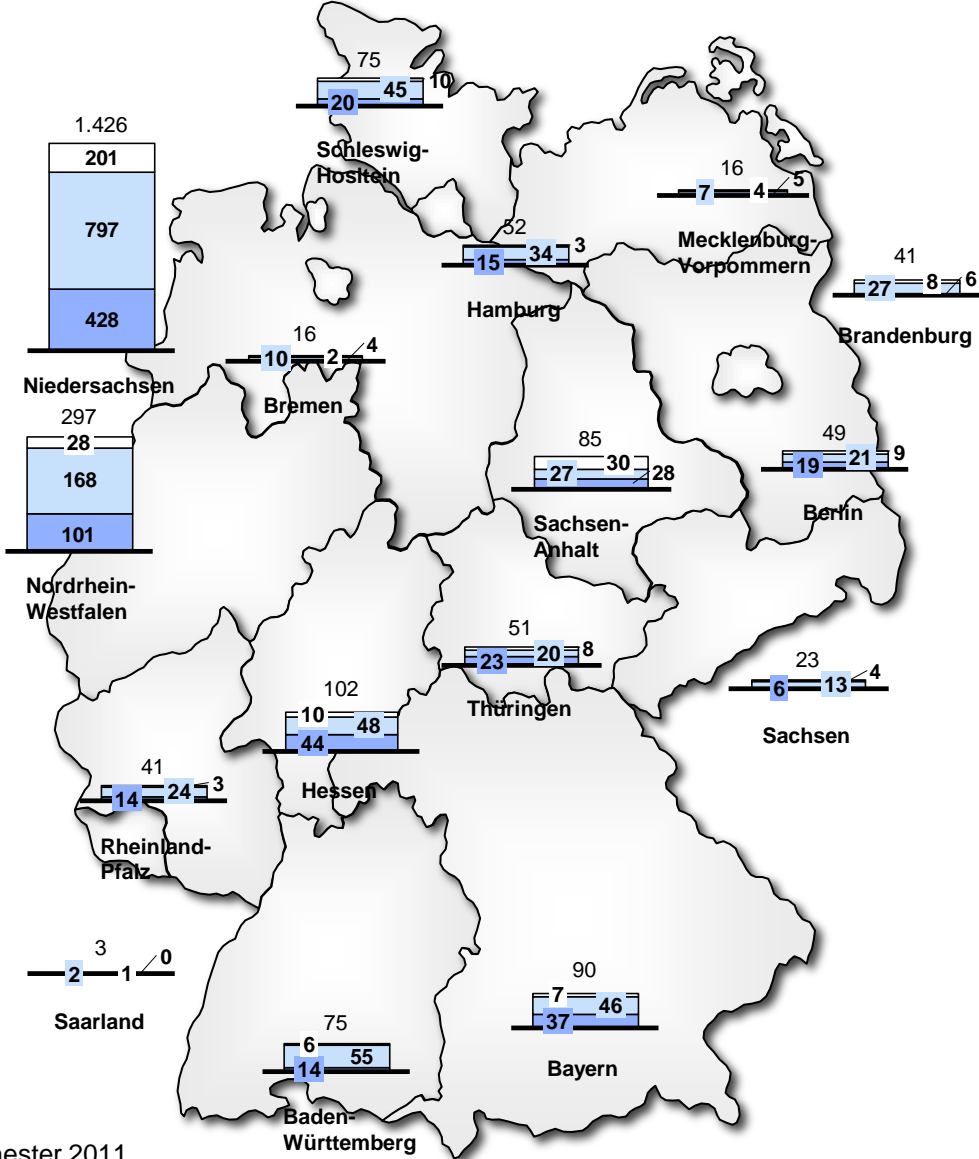 75
10
45
20
Schleswig-
Hosltein
1.426
201
797
428
Niedersachsen
16
5
7
4
Mecklenburg-
Vorpommern
52
3
34
15
Hamburg
41
6
27
8
Brandenburg
16
4
10
2
Bremen
297
28
168
101
Nordrhein-
Westfalen
85
30
27
28
Sachsen-
Anhalt
49
9
21
19
Berlin
51
8
20
23
Thüringen
23
4
6
13
Sachsen
102
10
48
44
Hessen
41
3
24
14
Rheinland-
Pfalz
3
0
2
1
Saarland
90
7
46
37
Bayern
75
6
55
14
Baden-
Württemberg
2011